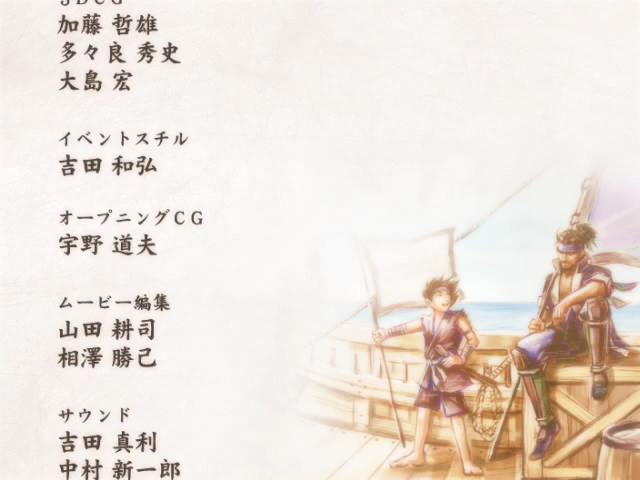 3DCG
加藤 哲雄
多々良 秀史
大島 宏
イベントスチル
吉田 和弘
オープニングCG
宇野 道夫
ムービー編集
山田 耕司
相澤 勝己
サウンド
吉田 真利
中村 新一郎